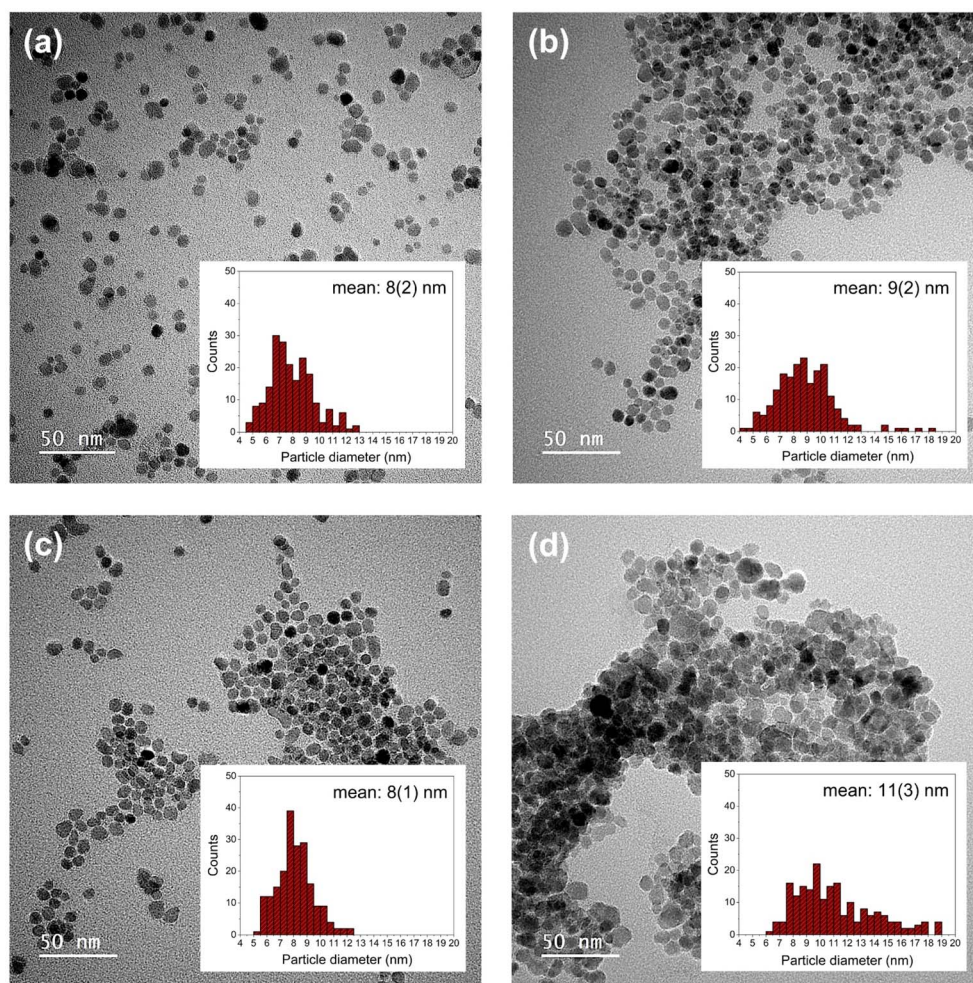 (a)
50
mean: 8(2) nm
40
30
20
10
0
Counts
4 5 6 7 8 9 10 11 12 13 14 15 16 17 18 19 20
Particle diameter (nm)
50 nm
(b)
50
mean: 9(2) nm
40
30
20
10
0
Counts
4 5 6 7 8 9 10 11 12 13 14 15 16 17 18 19 20
Particle diameter (nm)
50 nm
(c)
50
mean: 8(1) nm
40
30
20
10
0
Counts
4 5 6 7 8 9 10 11 12 13 14 15 16 17 18 19 20
Particle diameter (nm)
50 nm
(d)
50
mean: 11(3) nm
40
30
20
10
0
Counts
4 5 6 7 8 9 10 11 12 13 14 15 16 17 18 19 20
Particle diameter (nm)
50 nm